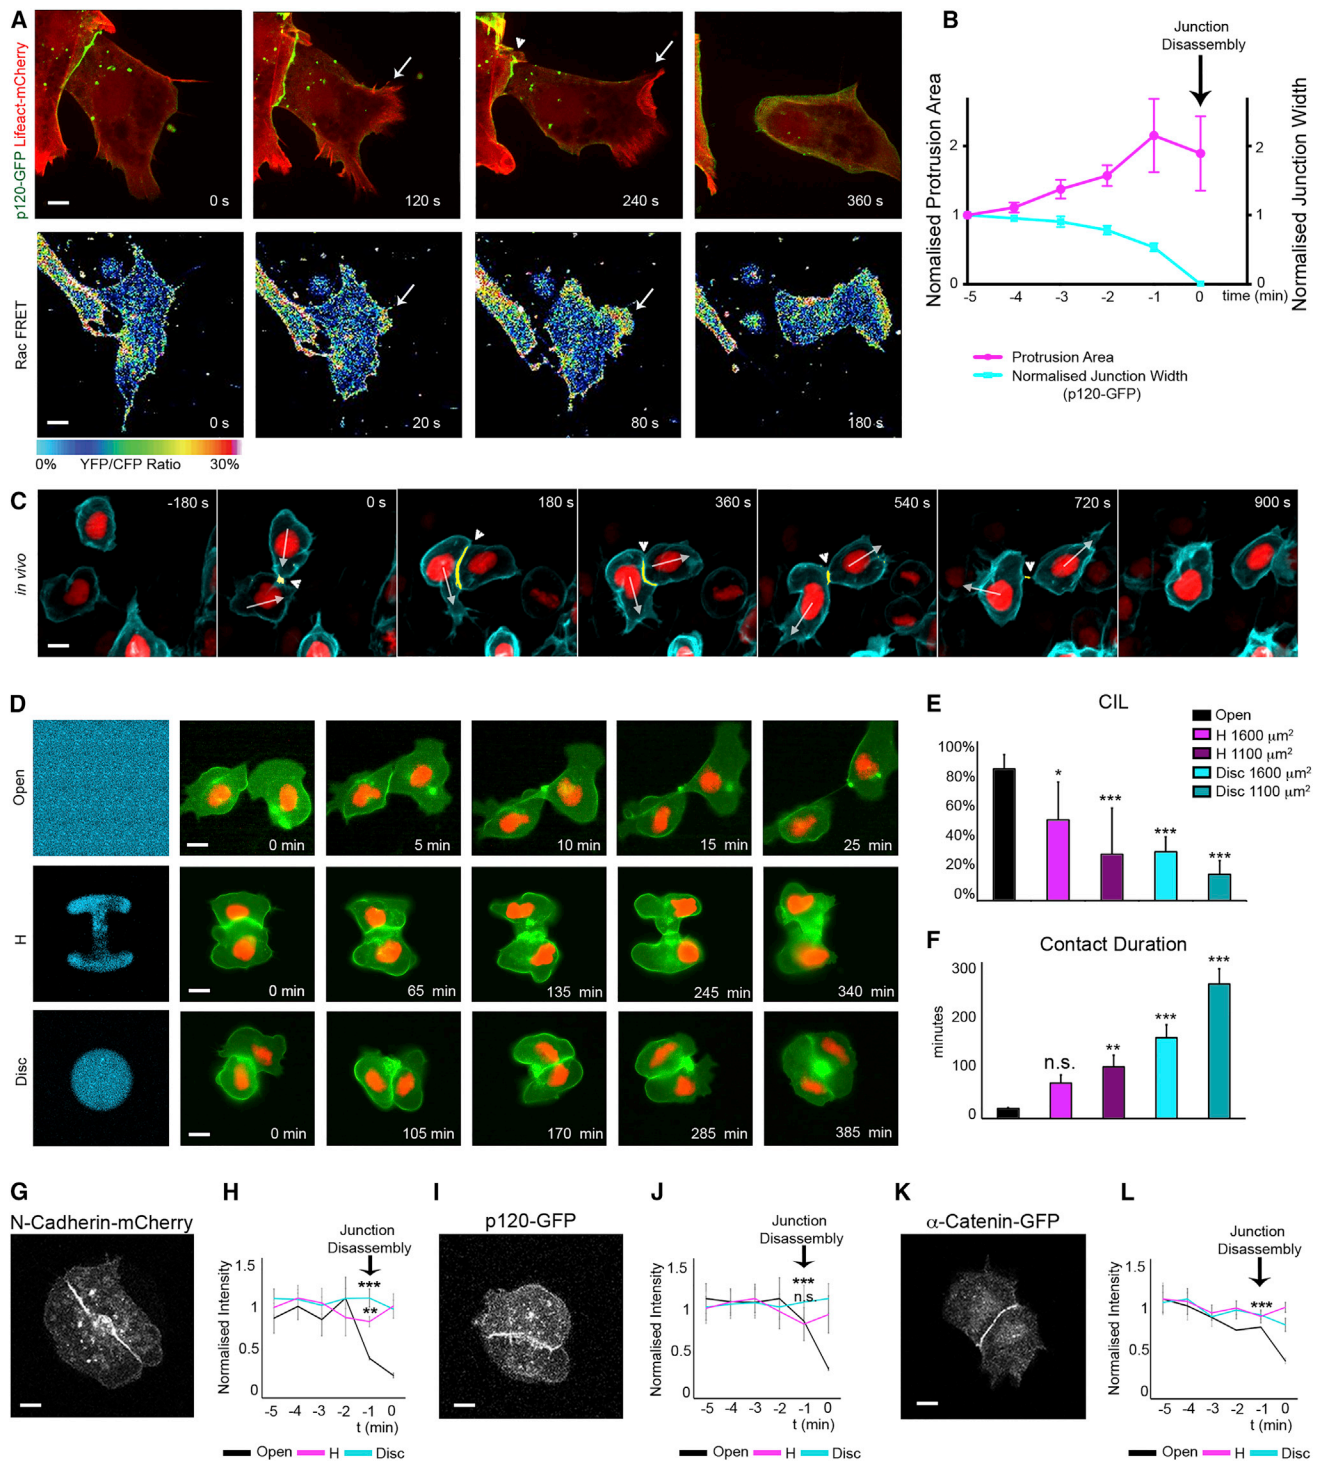 A
p120-GFP Lifeact-mCherry
0 s
120 s
240 s
360 s
Rac FRET
0 s
20 s
80 s
180 s
0% YFP/CFP Ratio 30%
B
Junction
Disassembly
Nomalised Protrusion Area
Normalised Junction Width
2
1
0
2
1
0
-5 -4 -3 -2 -1 0 time (min)
Protrusion Area
Normalised Junction Width
(p120-GFP)
C
in vivo
-180 s
0 s
180 s
360 s
540 s
720 s
900 s
D
Open
0 min
5 min
10 min
15 min
25 min
H
0 min
65 min
135 min
245 min
340 min
Disc
0 min
105 min
170 min
285 min
385 min
E
CIL
Open
H 1600 µm²
H 1100 µm²
Disc 1600 µm²
Disc 1100 µm²
100%
80%
60%
40%
20%
0%
*
***
***
***
F
Contact Duration
minutes
300
200
100
0
n.s.
**
***
***
G
N-Cadherin-mCherry
H
Junction
Disassembly
***
**
Normalised Intensity
1.5
1
0.5
0
-5 -4 -3 -2 -1 0
t (min)
Open H Disc
I
p120-GFP
J
Junction
Disassembly
***
n.s.
Normalised Intensity
1.5
1
0.5
0
-5 -4 -3 -2 -1 0
t (min)
Open H Disc
K
α-Catenin-GFP
L
Junction
Disassembly
***
Normalised Intensity
1.5
1
0.5
0
-5 -4 -3 -2 -1 0
t (min)
Open H Disc